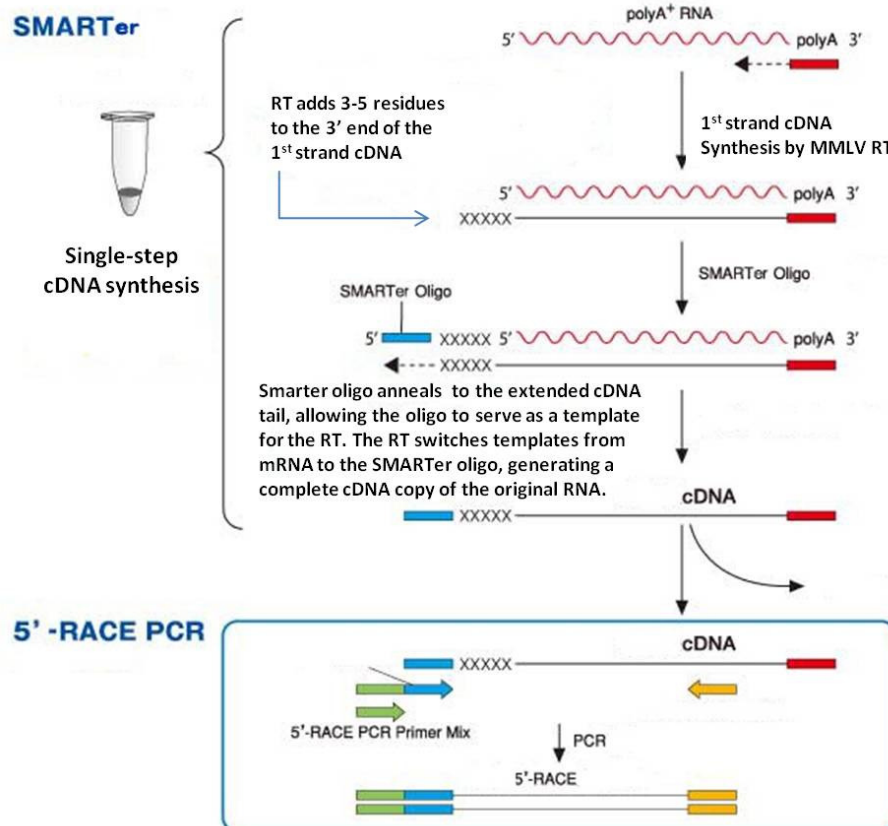 SMARTer
polyA+ RNA
5' polyA 3'
RT adds 3-5 residues
to the 3' end of the
1st strand cDNA
1st strand cDNA
Synthesis by MMLV RT
5' polyA 3'
XXXXX
Single-step
cDNA synthesis
SMARTer Oligo
SMARTer Oligo
5' XXXXX 5' polyA 3'
XXXXX
Smarter oligo anneals to the extended cDNA
tail, allowing the oligo to serve as a template
for the RT. The RT switches templates from
mRNA to the SMARTer oligo, generating a
complete cDNA copy of the original RNA.
cDNA
XXXXX
5'-RACE PCR
cDNA
XXXXX
5'-RACE PCR Primer Mix
PCR
5'-RACE